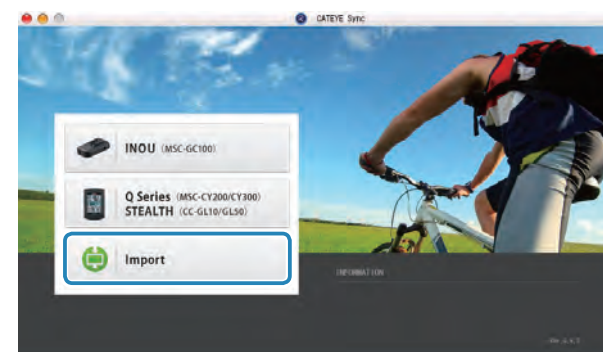 CATEYE Sync
INOU (MSC-GC100)
Q Series (MSC-CY200/CY300)
STEALTH (CC-GL10/GL50)
Import
INFORMATION